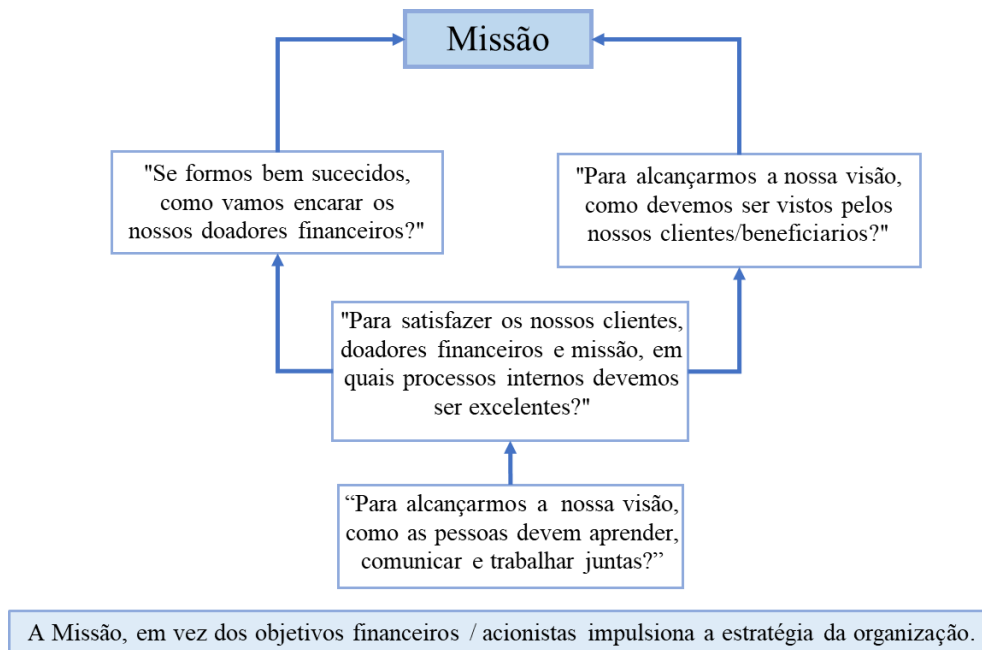 Missão
"Se formos bem sucecidos,
como vamos encarar os
nossos doadores financeiros?"
"Para alcançarmos a nossa visão,
como devemos ser vistos pelos
nossos clientes/beneficiarios?"
"Para satisfazer os nossos clientes,
doadores financeiros e missão, em
quais processos internos devemos
ser excelentes?"
“Para alcançarmos a nossa visão,
como as pessoas devem aprender,
comunicar e trabalhar juntas?”
A Missão, em vez dos objetivos financeiros / acionistas impulsiona a estratégia da organização.